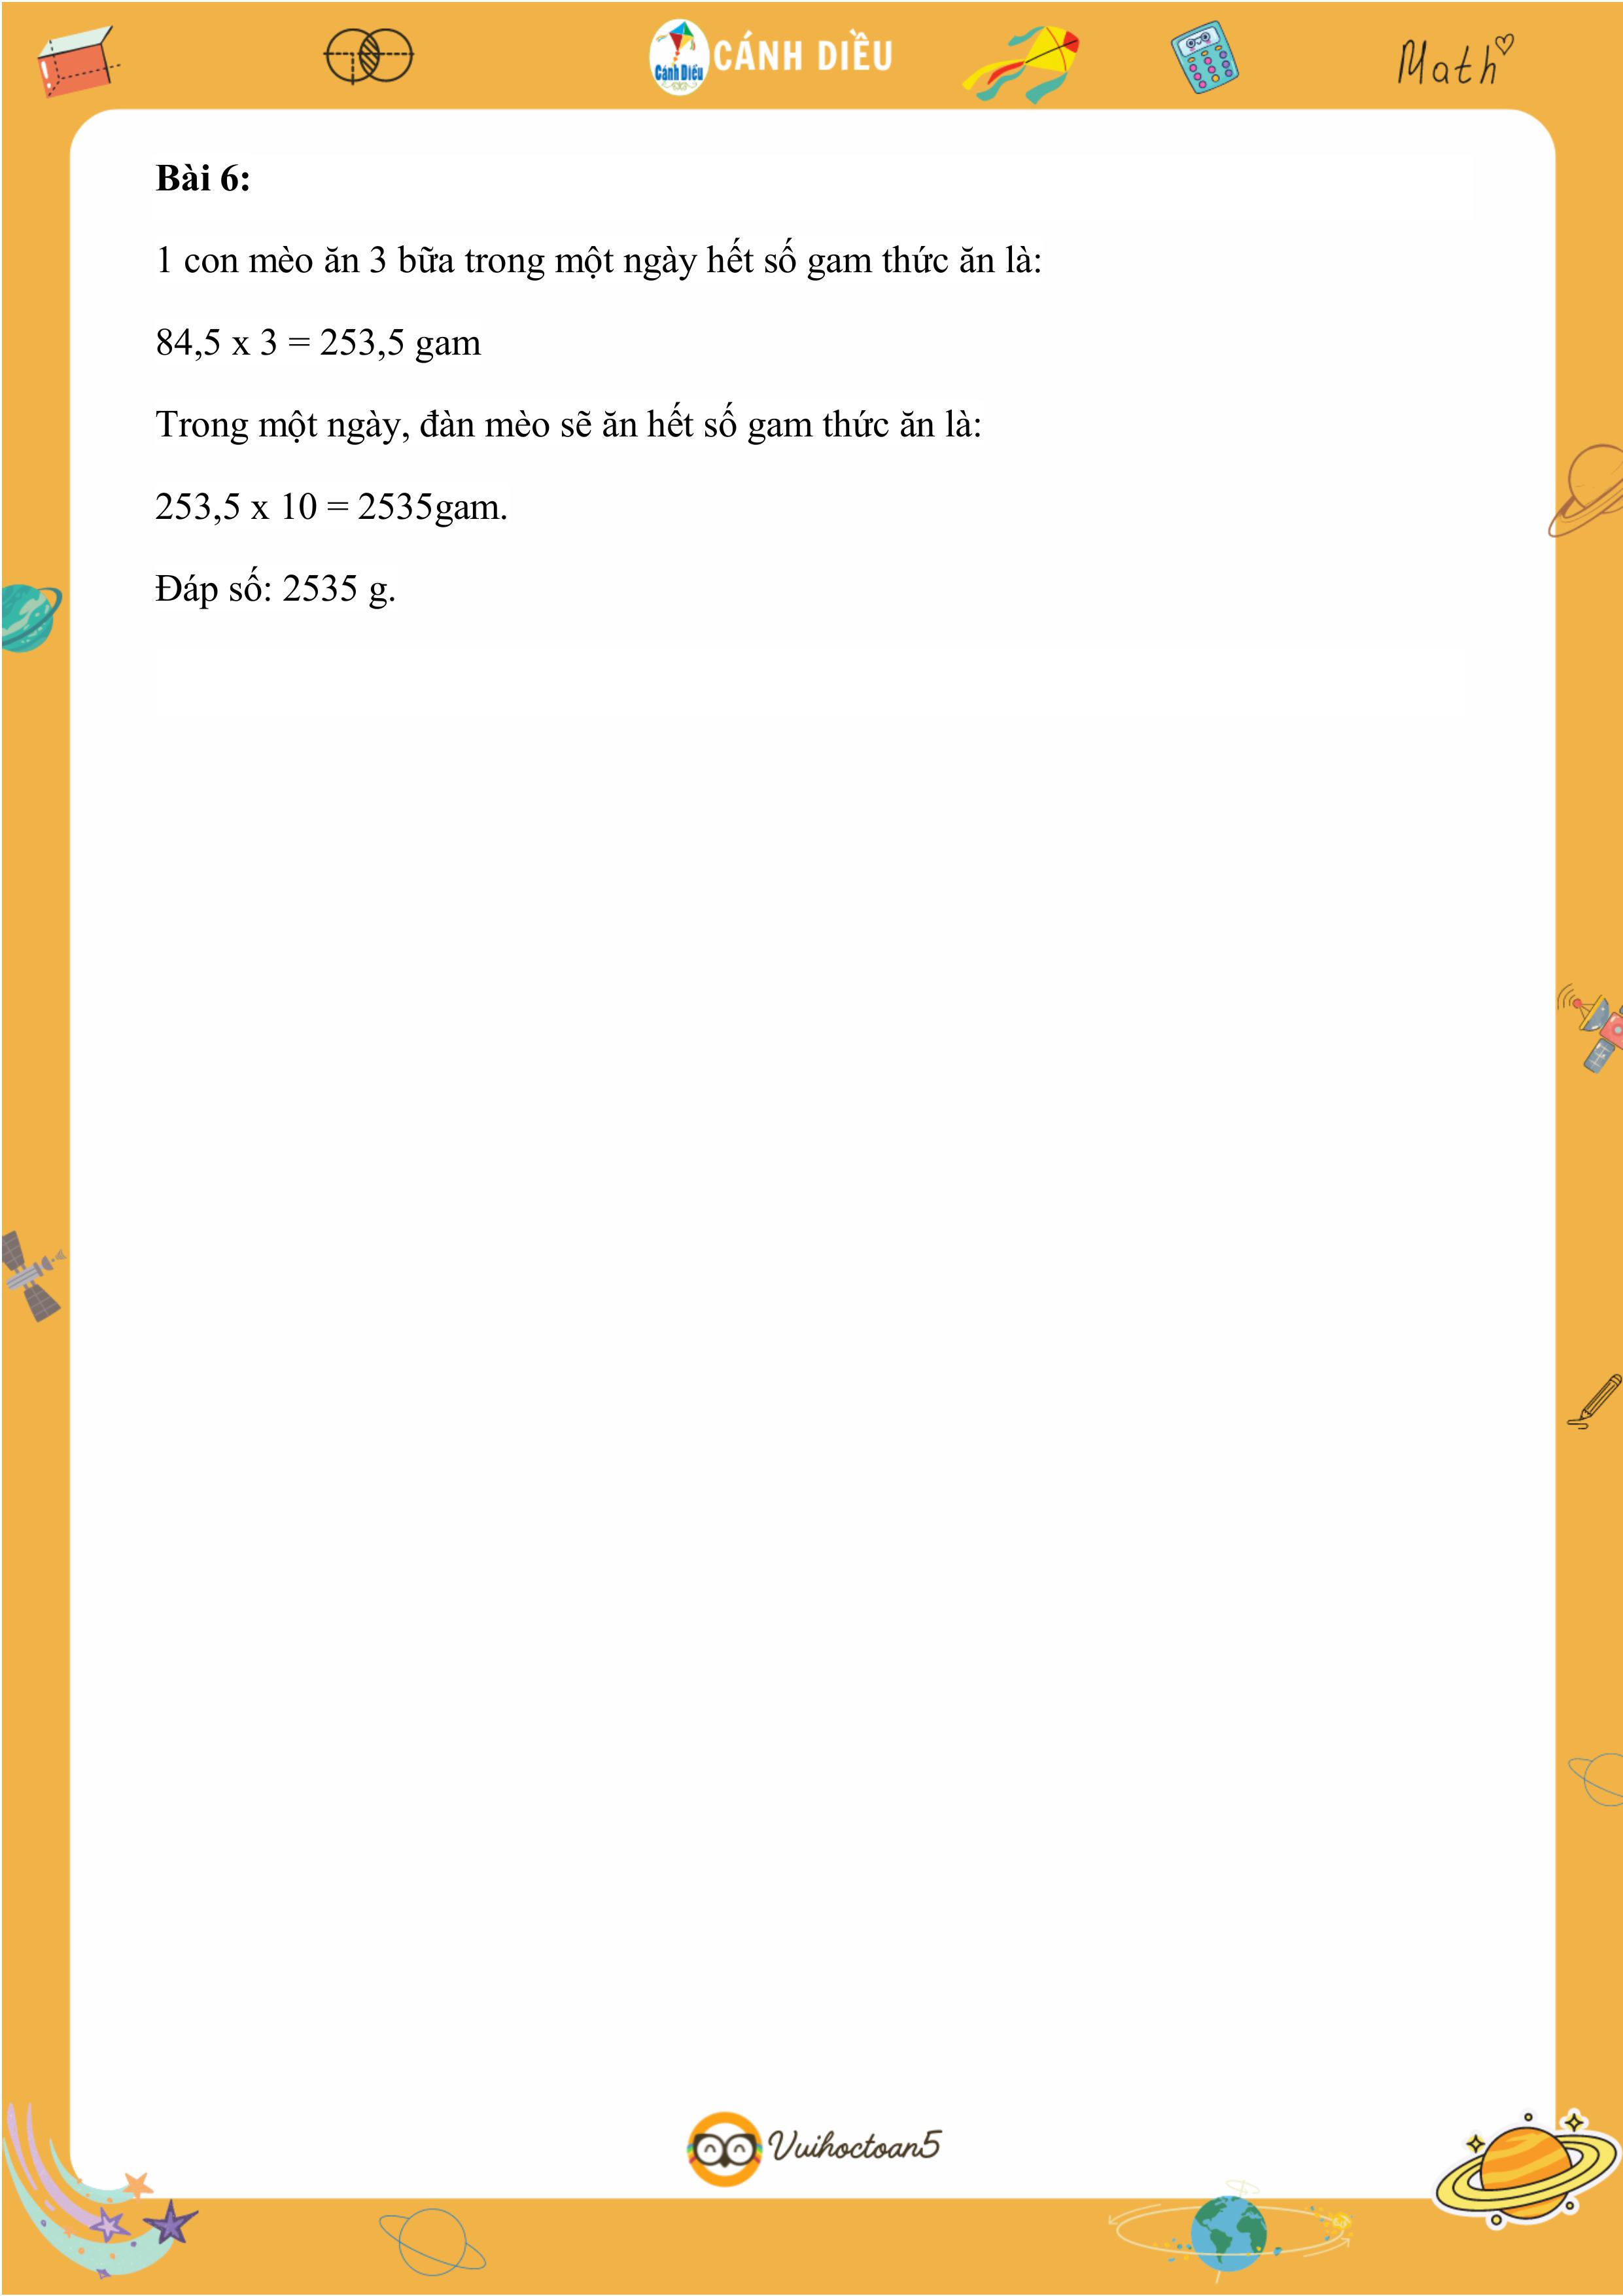 Cánh Diều
CÁNH DIỀU
Math
Bài 6:
1 con mèo ăn 3 bữa trong một ngày hết số gam thức ăn là:
84,5 x 3 = 253,5 gam
Trong một ngày, đàn mèo sẽ ăn hết số gam thức ăn là:
253,5 x 10 = 2535gam.
Đáp số: 2535 g.
Vuihoctoan5